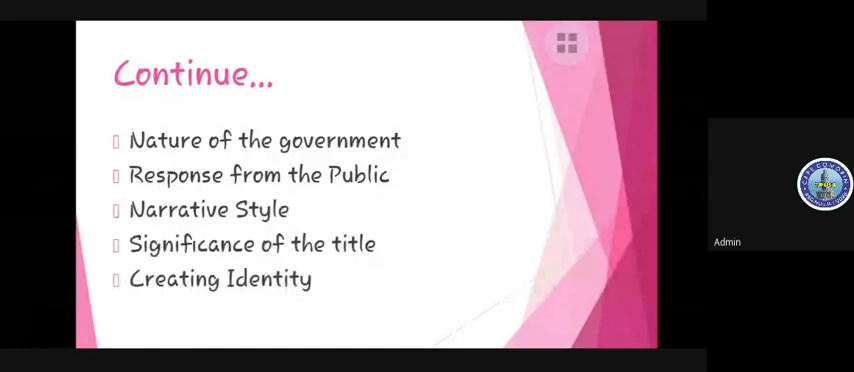 Continue...
Nature of the government
Response from the Public
Narrative Style
Significance of the title
Creating Identity
Admin